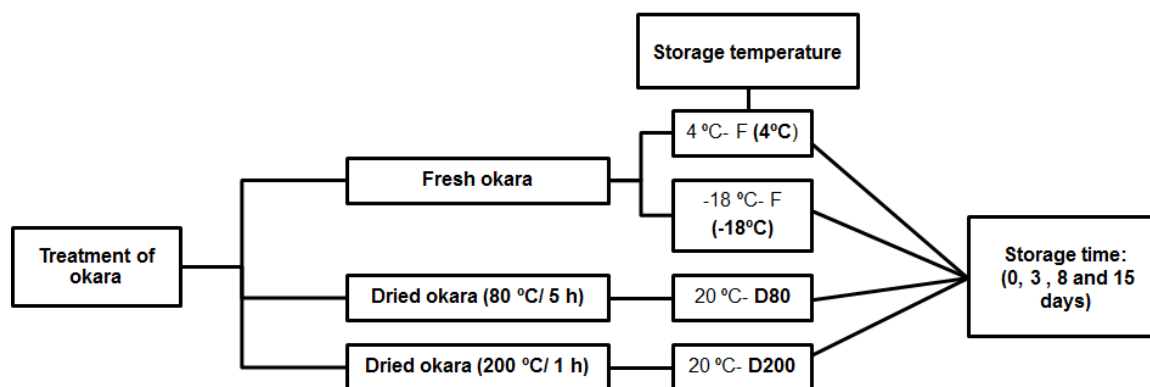 Storage temperature
4 ºC- F (4ºC)
Fresh okara
-18 ºC- F
(-18ºC)
Treatment of
okara
Storage time:
(0, 3 , 8 and 15
days)
Dried okara (80 ºC/ 5 h)
20 ºC- D80
Dried okara (200 ºC/ 1 h)
20 ºC- D200